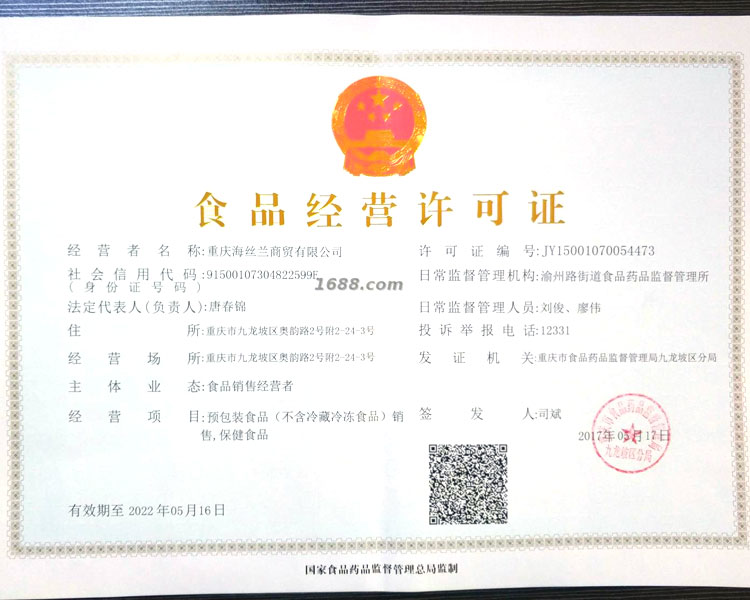 食品经营许可证
经营者名称:重庆海丝兰商贸有限公司
许可证编号:JY15001070054473
社会信用代码:91500107304822599F
(身份证号码)
1688.com
日常监督管理机构:渝州路街道食品药品监督管理所
法定代表人(负责人):唐春锦
日常监督管理人员:刘俊、廖伟
住所:重庆市九龙坡区奥韵路2号附2-24-3号
投诉举报电话:12331
经营场所:重庆市九龙坡区奥韵路2号附2-24-3号
发证机关:重庆市食品药品监督管理局九龙坡区分局
主体业态:食品销售经营者
经营项目:预包装食品(不含冷藏冷冻食品)销
售,保健食品
签发人:司斌
2017年05月17日
九龙坡区分局
有效期至2022年05月16日
国家食品药品监督管理总局监制